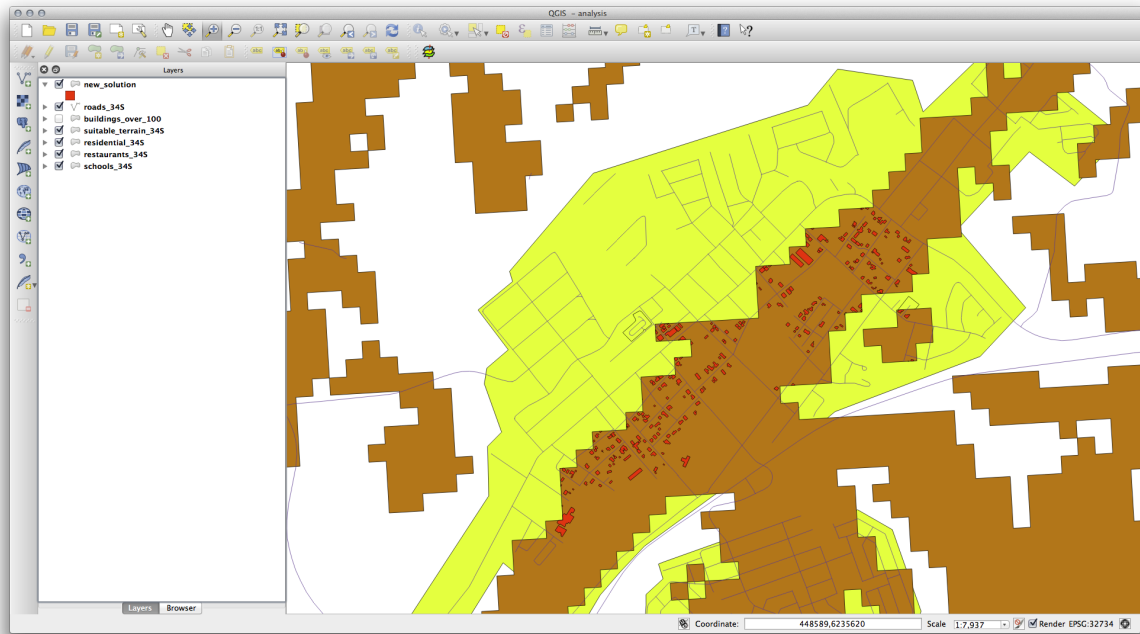 QGIS - analysis
Layers
new_solution
roads_34S
buildings_over_100
suitable_terrain_34S
residential_34S
restaurants_34S
schools_34S
Layers
Browser
Coordinate:
448589,6235620
Scale
1:7,937
Render
EPSG:32734